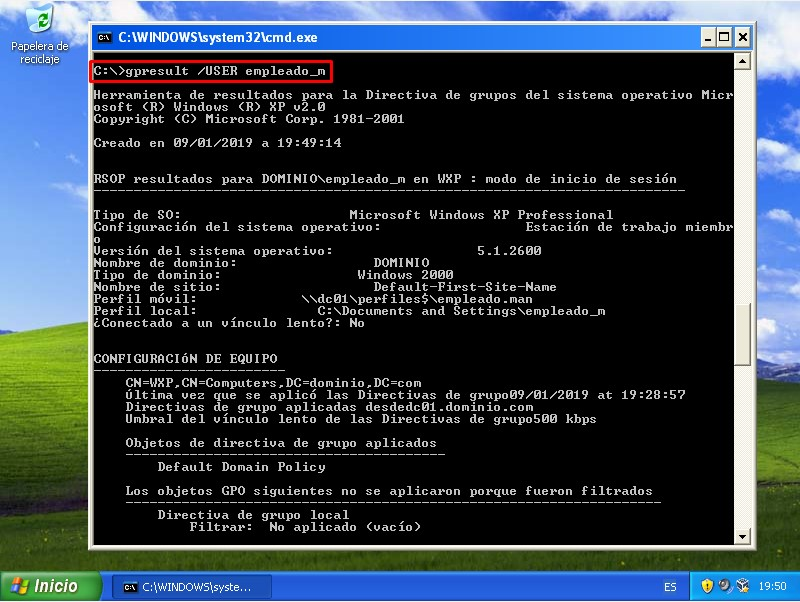 Papelera de
reciclaje
C:\WINDOWS\system32\cmd.exe
C:\>gpresult /USER empleado_m
Herramienta de resultados para la Directiva de grupos del sistema operativo Micr
osoft (R) Windows (R) XP v2.0
Copyright (C) Microsoft Corp. 1981-2001
Creado en 09/01/2019 a 19:49:14
RSOP resultados para DOMINIO\empleado_m en WXP : modo de inicio de sesión
-------------------------------------------------------------------------
Tipo de SO: Microsoft Windows XP Professional
Configuración del sistema operativo: Estación de trabajo miembr
o
Versión del sistema operativo: 5.1.2600
Nombre de dominio: DOMINIO
Tipo de dominio: Windows 2000
Nombre de sitio: Default-First-Site-Name
Perfil móvil: \\dc01\perfiles$\empleado.man
Perfil local: C:\Documents and Settings\empleado_m
¿Conectado a un vínculo lento?: No
CONFIGURACIóN DE EQUIPO
------------------------
CN=WXP,CN=Computers,DC=dominio,DC=com
Última vez que se aplicó las Directivas de grupo09/01/2019 at 19:28:57
Directivas de grupo aplicadas desdedc01.dominio.com
Umbral del vínculo lento de las Directivas de grupo500 kbps
Objetos de directiva de grupo aplicados
----------------------------------------
Default Domain Policy
Los objetos GPO siguientes no se aplicaron porque fueron filtrados
-------------------------------------------------------------------
Directiva de grupo local
Filtrar: No aplicado (vacío)
Inicio
C:\WINDOWS\syste...
ES
19:50